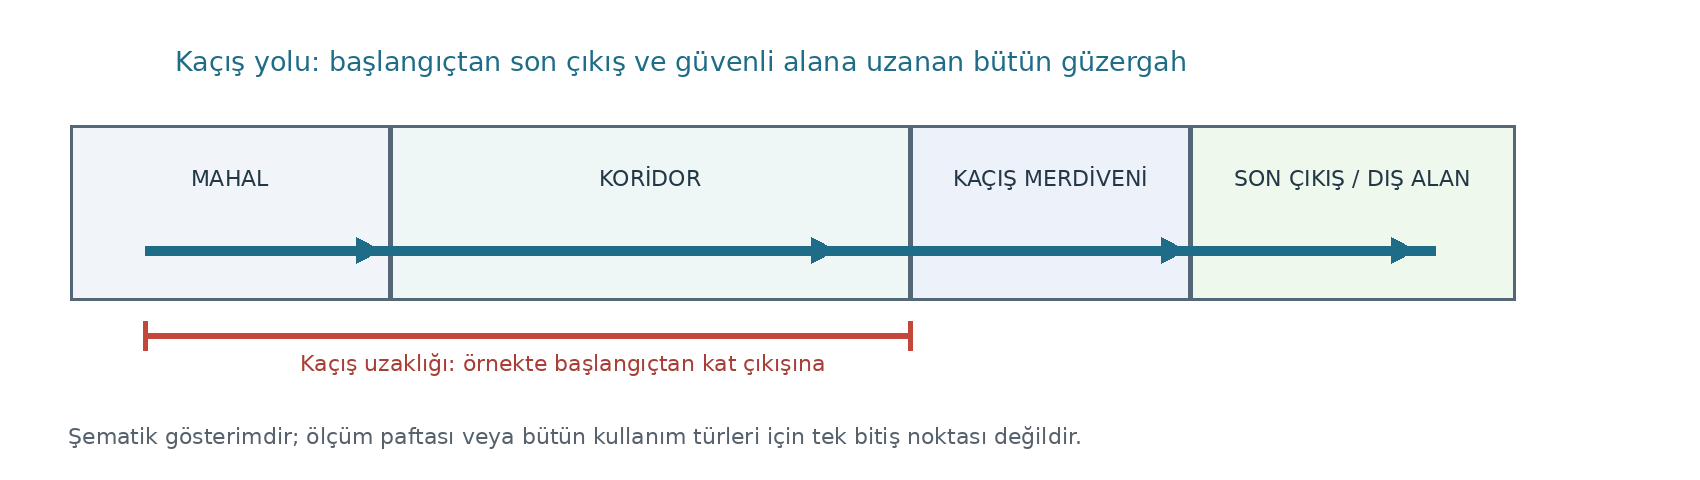 Kaçış yolu: başlangıçtan son çıkış ve güvenli alana uzanan bütün güzergah
MAHAL
KORİDOR
KAÇIŞ MERDİVENİ
SON ÇIKIŞ / DIŞ ALAN
Kaçış uzaklığı: örnekte başlangıçtan kat çıkışına
Şematik gösterimdir; ölçüm paftası veya bütün kullanım türleri için tek bitiş noktası değildir.